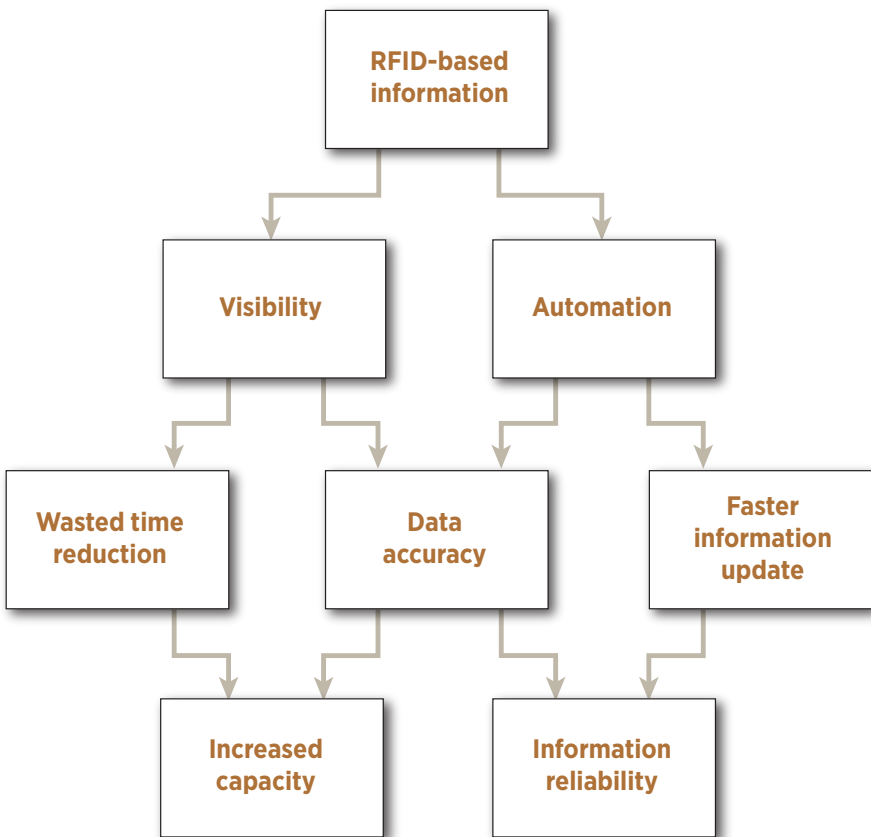 RFID-based
information
Visibility
Automation
Wasted time
reduction
Data
accuracy
Faster
information
update
Increased
capacity
Information
reliability